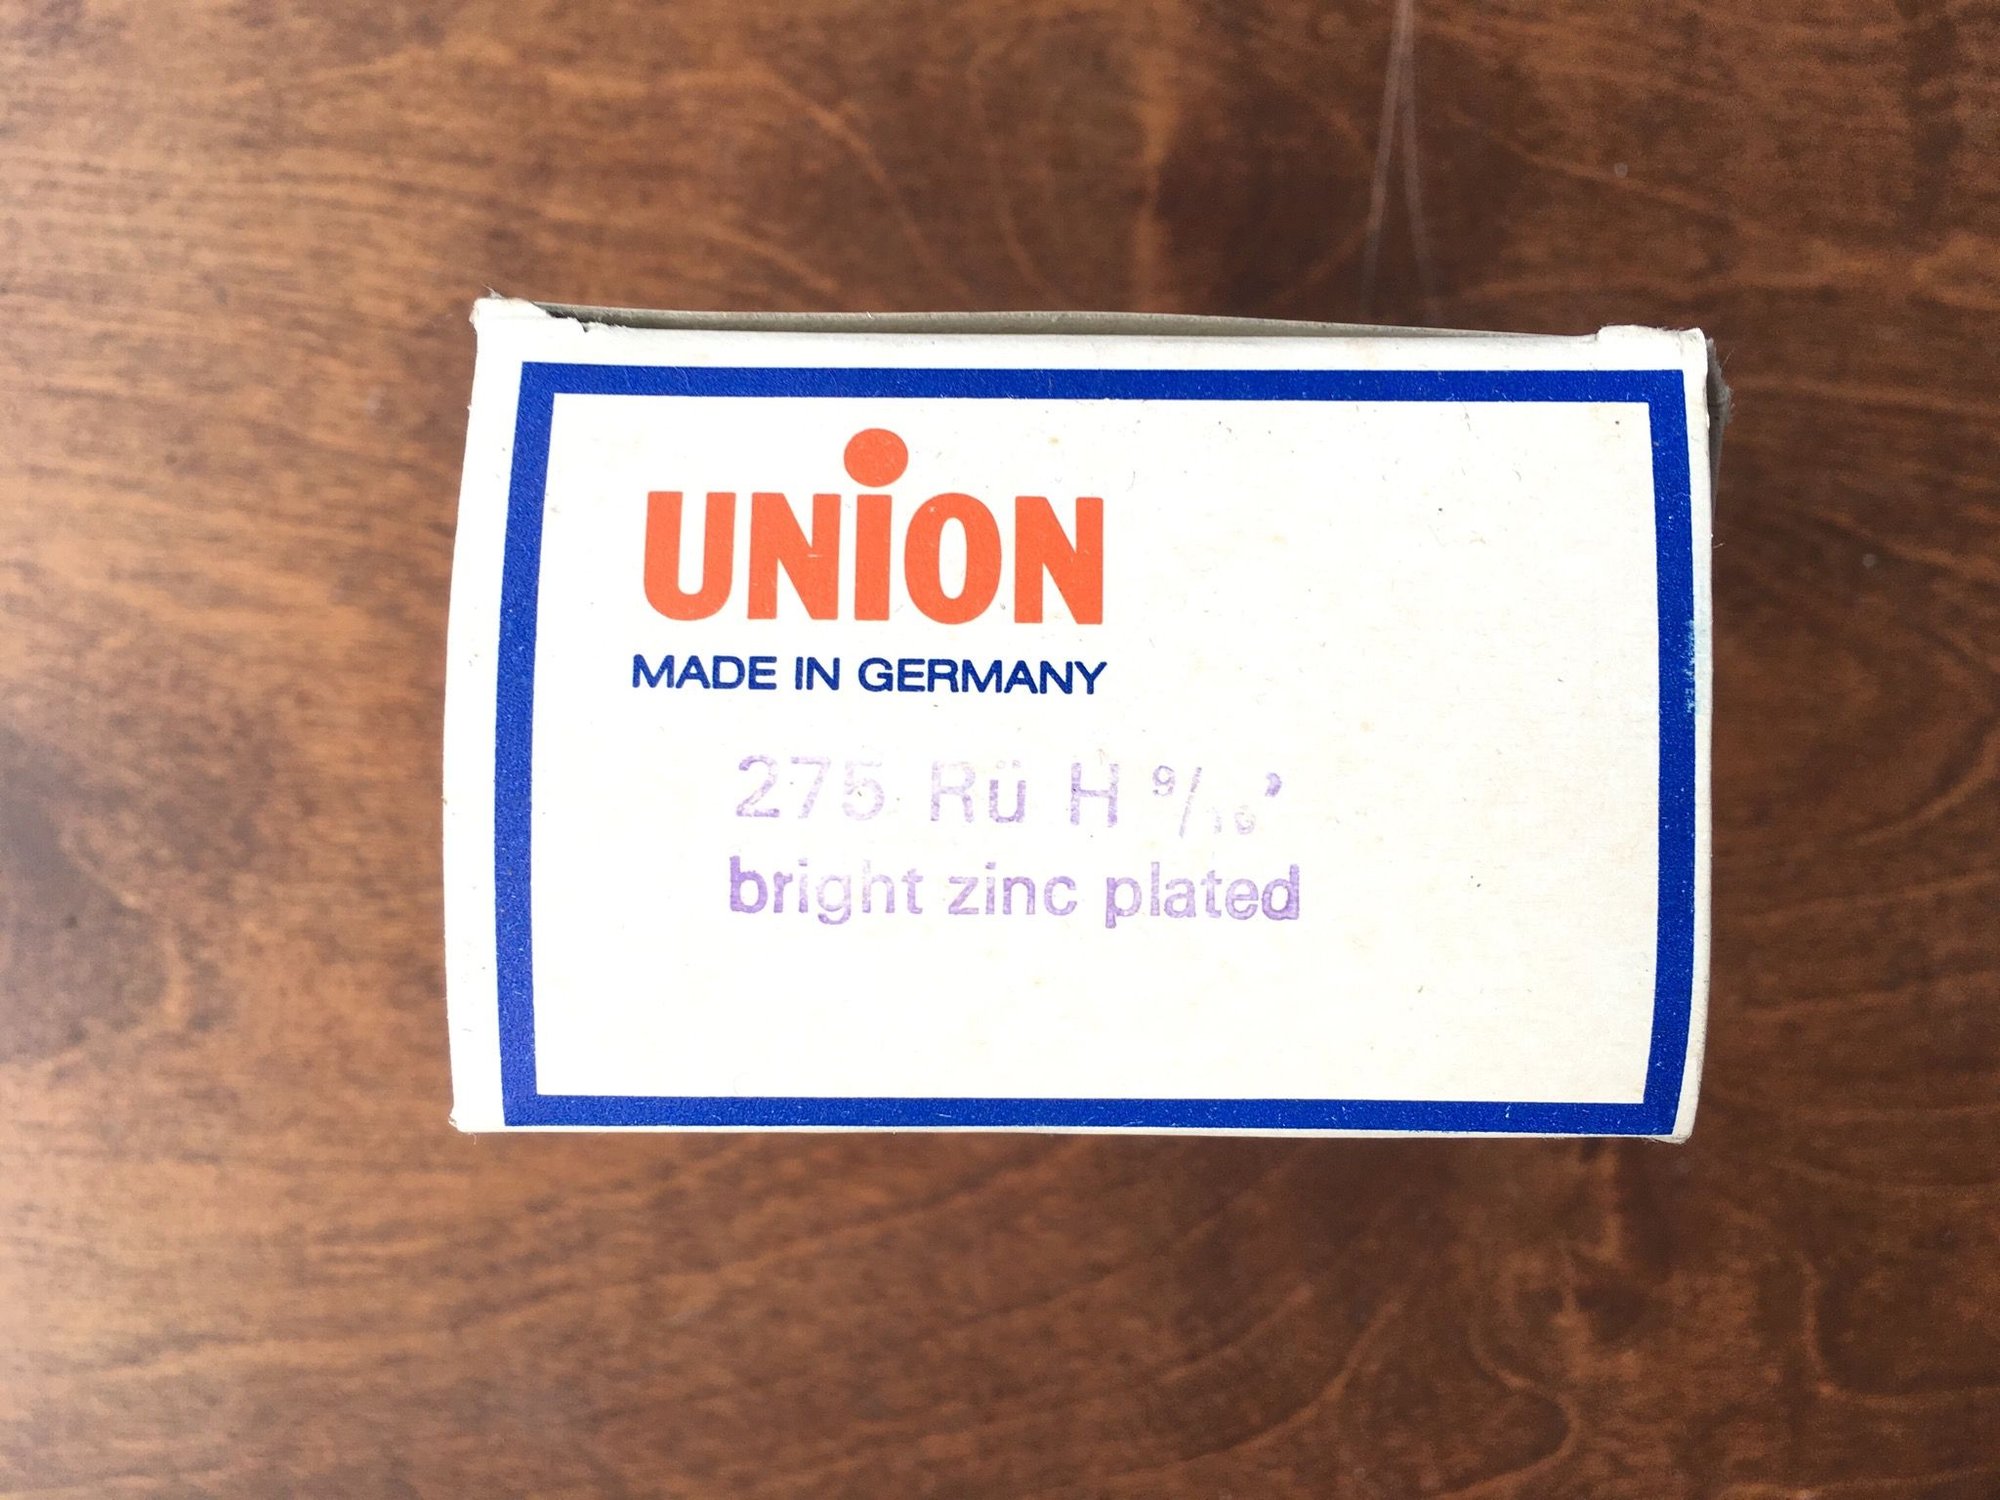 UNiON
MADE IN GERMANY
275 Rü H 9/16"
bright zinc plated